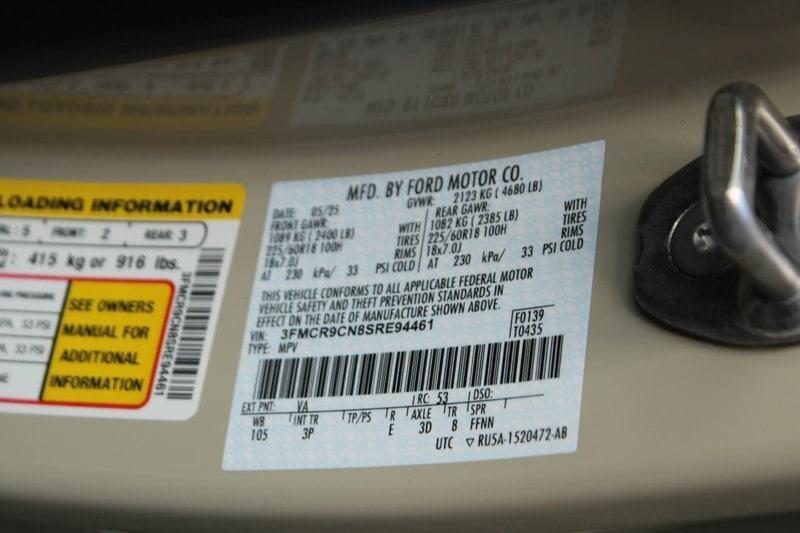 LOADING INFORMATION
: 5 FRONT: 2 REAR: 3
415 kg or 916 lbs.
PRESSURE
33 PSI
33 PSI
SEE OWNERS
MANUAL FOR
ADDITIONAL
INFORMATION
3FMCR9CN8SRE94461
MFD. BY FORD MOTOR CO.
DATE: 05/25 GVWR: 2123 KG ( 4680 LB)
FRONT GAWR: REAR GAWR:
1089 KG ( 2400 LB) WITH 1082 KG ( 2385 LB) WITH
225/60R18 100H TIRES 225/60R18 100H TIRES
18x7.0J RIMS 18x7.0J RIMS
AT 230 kPa/ 33 PSI COLD AT 230 kPa/ 33 PSI COLD
THIS VEHICLE CONFORMS TO ALL APPLICABLE FEDERAL MOTOR
VEHICLE SAFETY AND THEFT PREVENTION STANDARDS IN
EFFECT ON THE DATE OF MANUFACTURE SHOWN ABOVE.
VIN: 3FMCR9CN8SRE94461 F0139
TYPE: MPV T0435
EXT PNT: VA RC: 53 DSO:
WB INT TR TP/PS R AXLE TR SPR
105 3P E 3D 8 FFNN
UTC ▽ RU5A-1520472-AB